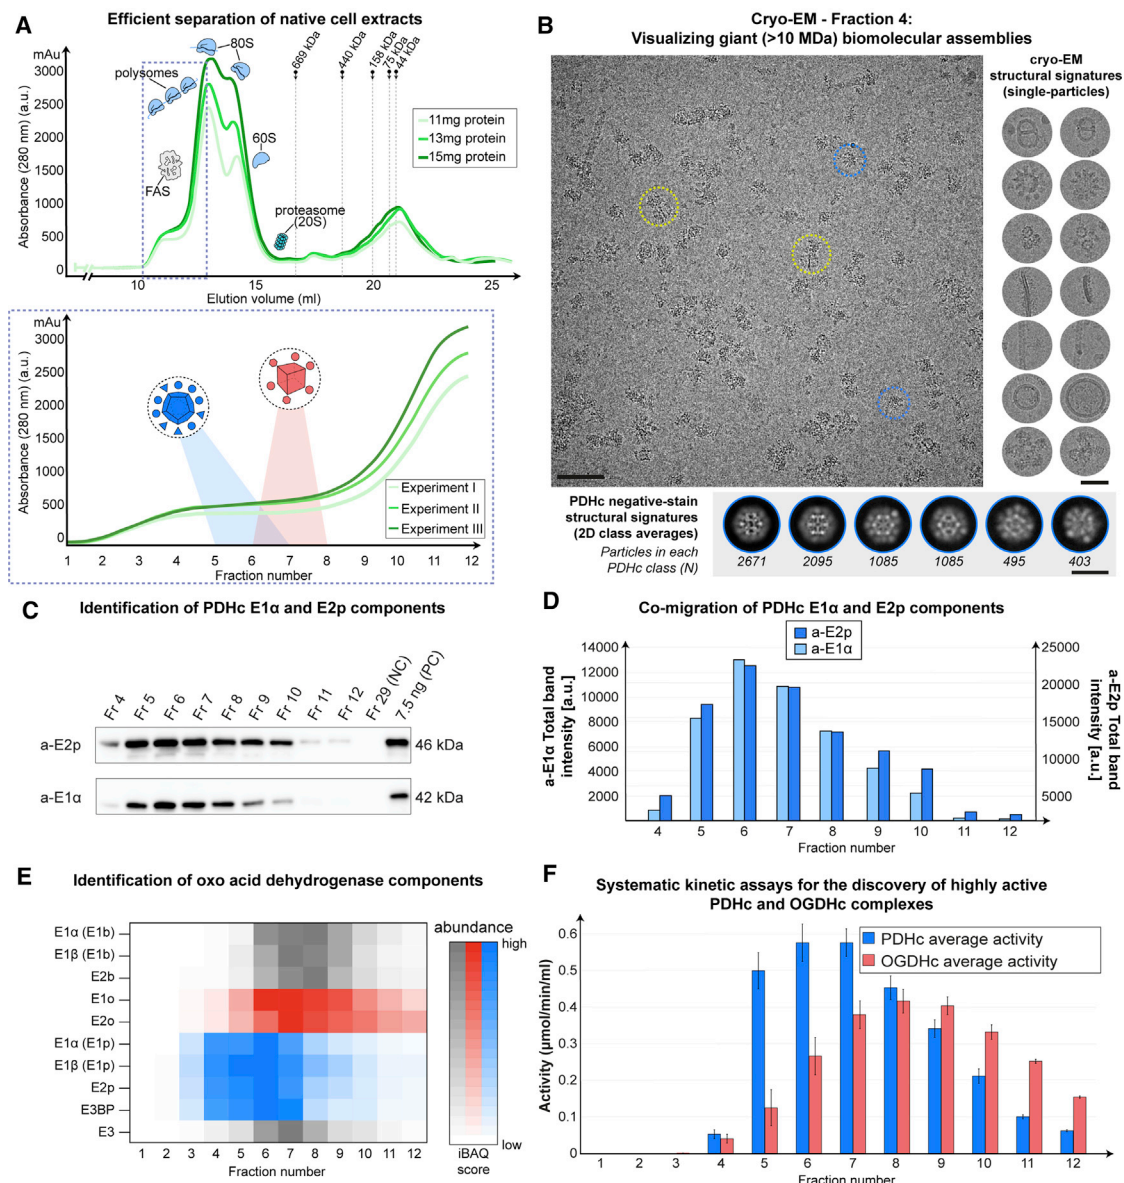 A
Efficient separation of native cell extracts
mAu
3000
2500
2000
1500
1000
500
0
Absorbance (280 nm) (a.u.)
polysomes
80S
FAS
60S
proteasome
(20S)
669 kDa
440 kDa
158 kDa
75 kDa
44 kDa
11mg protein
13mg protein
15mg protein
10
15
20
25
Elution volume (ml)
mAu
3000
2500
2000
1500
1000
500
0
Absorbance (280 nm) (a.u.)
Experiment I
Experiment II
Experiment III
1 2 3 4 5 6 7 8 9 10 11 12
Fraction number
B
Cryo-EM - Fraction 4:
Visualizing giant (>10 MDa) biomolecular assemblies
cryo-EM
structural signatures
(single-particles)
PDHc negative-stain
structural signatures
(2D class averages)
Particles in each
PDHc class (N)
2671 2095 1085 1085 495 403
C
Identification of PDHc E1α and E2p components
Fr 4 Fr 5 Fr 6 Fr 7 Fr 8 Fr 9 Fr 10 Fr 11 Fr 12 Fr 29 (NC) 7.5 ng (PC)
a-E2p 46 kDa
a-E1α 42 kDa
D
Co-migration of PDHc E1α and E2p components
a-E2p
a-E1α
a-E1α Total band
intensity [a.u.]
14000
12000
10000
8000
6000
4000
2000
a-E2p Total band
intensity [a.u.]
25000
20000
15000
10000
5000
4 5 6 7 8 9 10 11 12
Fraction number
E
Identification of oxo acid dehydrogenase components
E1α (E1b)
E1β (E1b)
E2b
E1o
E2o
E1α (E1p)
E1β (E1p)
E2p
E3BP
E3
1 2 3 4 5 6 7 8 9 10 11 12
Fraction number
abundance
high
low
iBAQ
score
F
Systematic kinetic assays for the discovery of highly active
PDHc and OGDHc complexes
PDHc average activity
OGDHc average activity
Activity (μmol/min/ml)
0.6
0.5
0.4
0.3
0.2
0.1
0
1 2 3 4 5 6 7 8 9 10 11 12
Fraction number